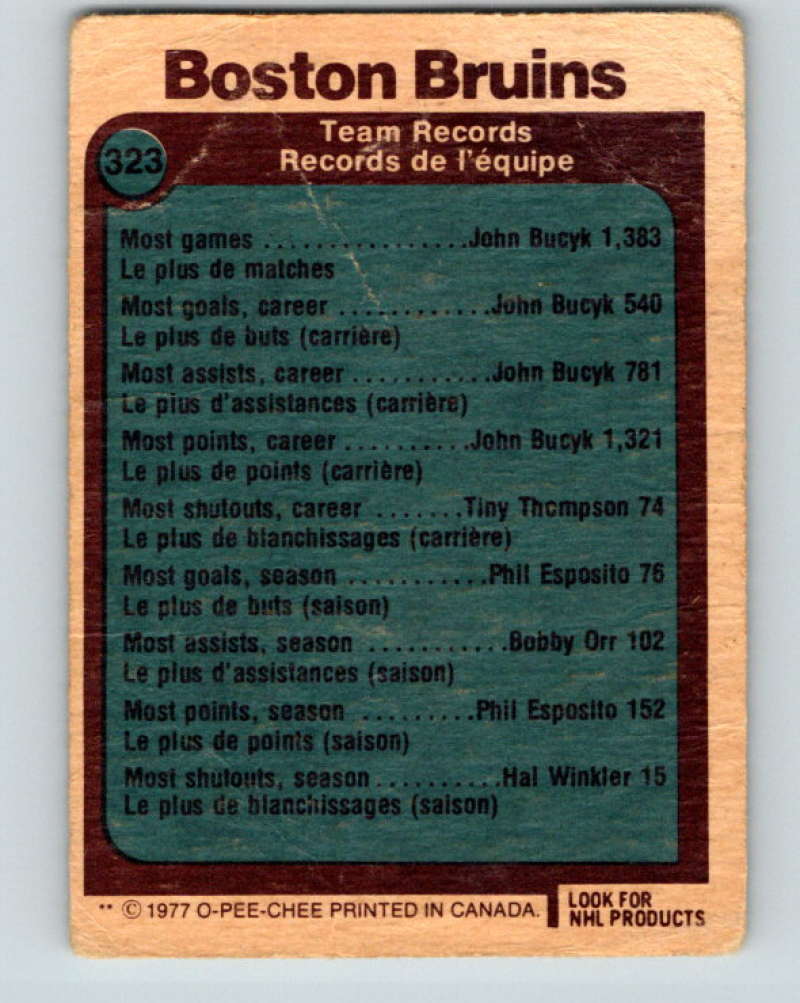 Boston Bruins
323
Team Records
Records de l'équipe
Most games ................John Bucyk 1,383
Le plus de matches
Most goals, career ............John Bucyk 540
Le plus de buts (carrière)
Most assists, career ...........John Bucyk 781
Le plus d'assistances (carrière)
Most points, career ..........John Bucyk 1,321
Le plus de points (carrière)
Most shutouts, career .......Tiny Thompson 74
Le plus de blanchissages (carrière)
Most goals, season ...........Phil Esposito 76
Le plus de buts (saison)
Most assists, season ...........Bobby Orr 102
Le plus d'assistances (saison)
Most points, season .........Phil Esposito 152
Le plus de points (saison)
Most shutouts, season ..........Hal Winkler 15
Le plus de blanchissages (saison)
** © 1977 O-PEE-CHEE PRINTED IN CANADA.
LOOK FOR
NHL PRODUCTS